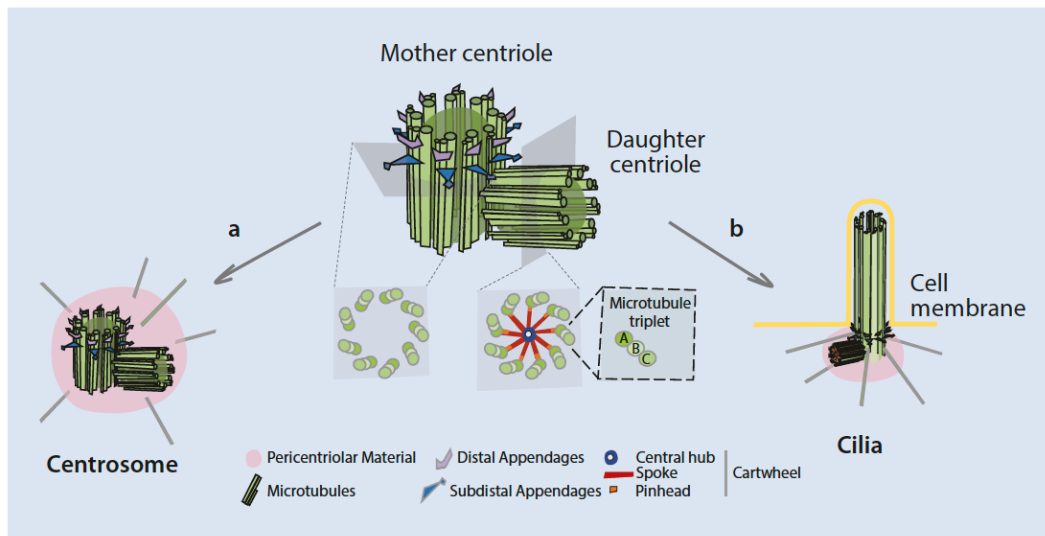 Mother centriole
Daughter
centriole
a
b
Cell
membrane
Microtubule
triplet
A
B
C
Centrosome
Cilia
Pericentriolar Material
Distal Appendages
Central hub
Spoke
Cartwheel
Microtubules
Subdistal Appendages
Pinhead